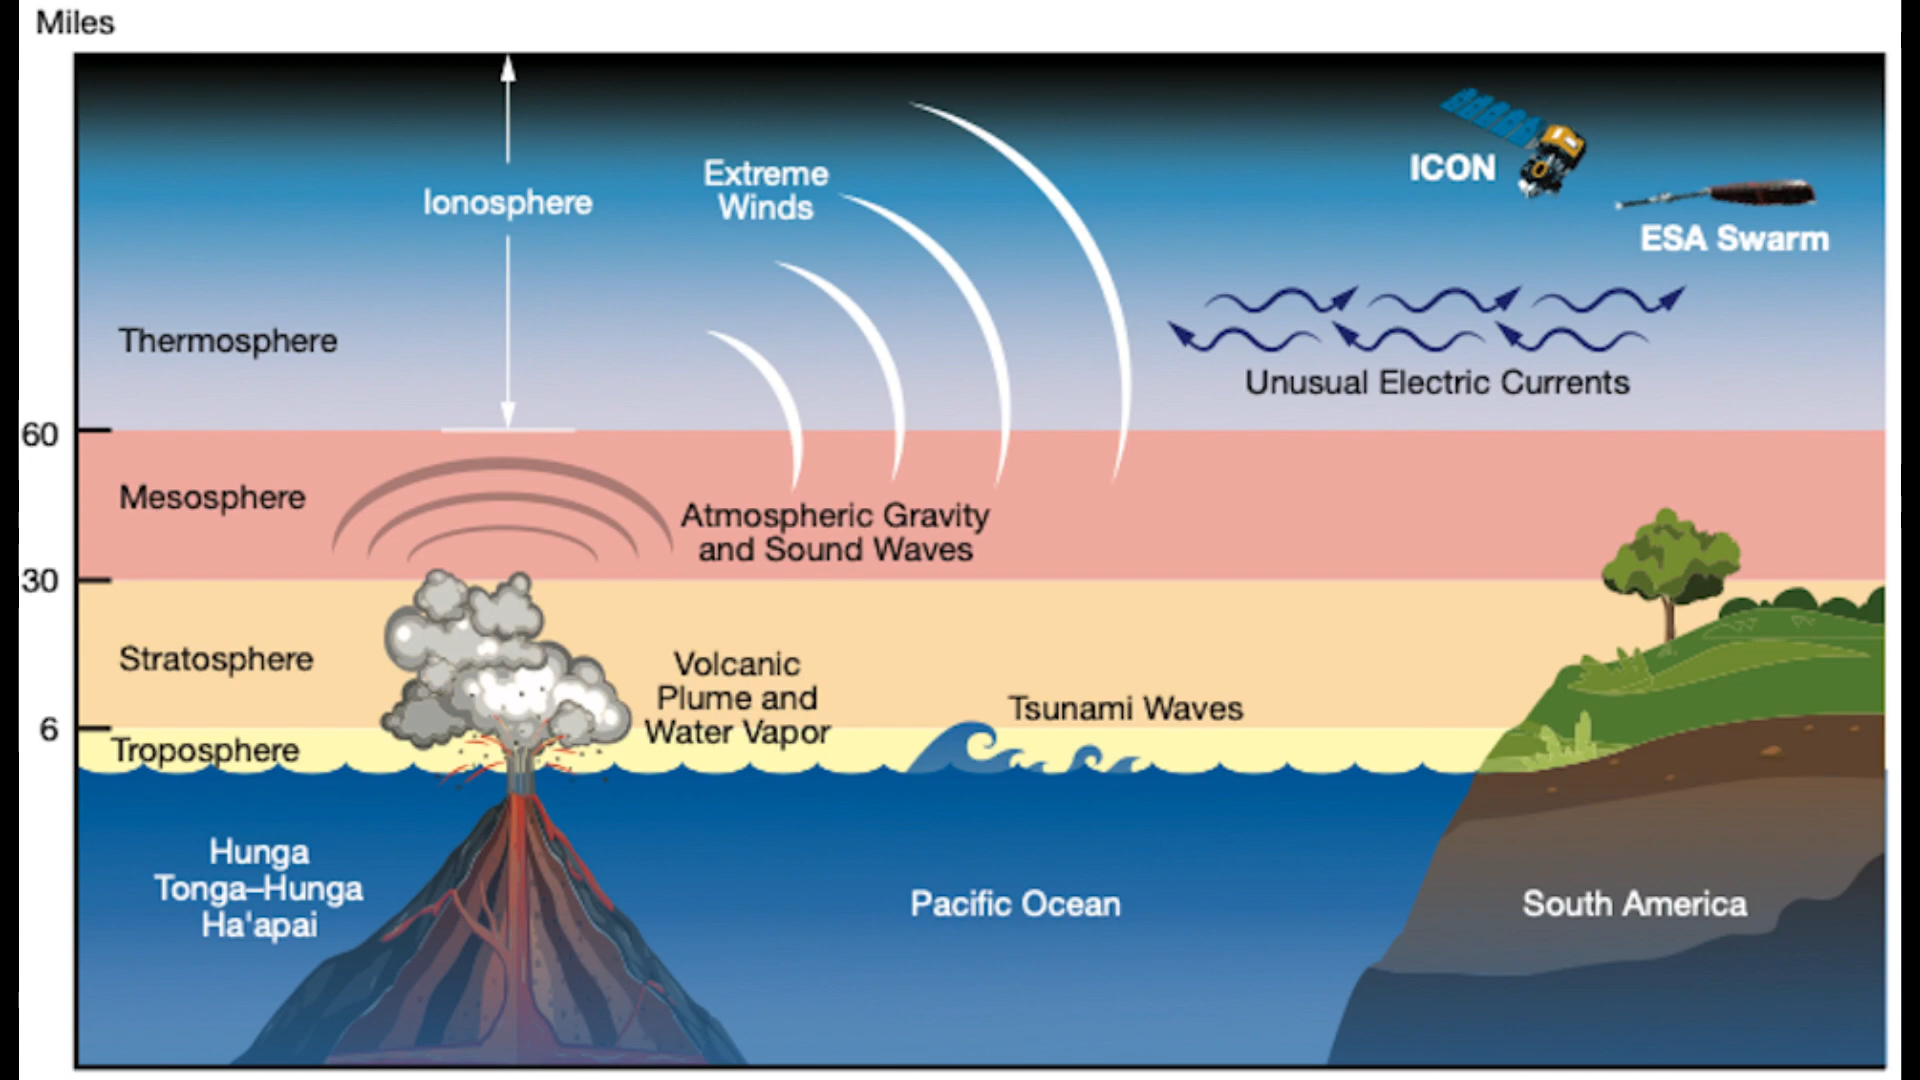 Miles
Ionosphere
Extreme
Winds
ICON
ESA Swarm
Thermosphere
Unusual Electric Currents
60
Mesosphere
Atmospheric Gravity
and Sound Waves
30
Stratosphere
Volcanic
Plume and
Water Vapor
Tsunami Waves
6
Troposphere
Hunga
Tonga–Hunga
Ha'apai
Pacific Ocean
South America